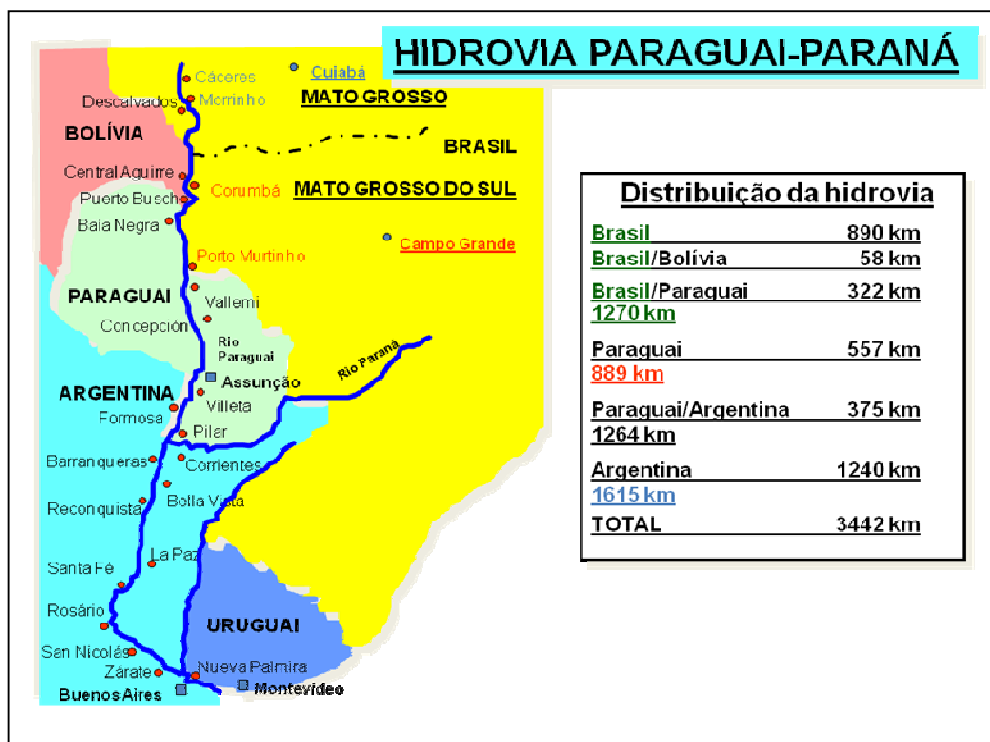 HIDROVIA PARAGUAI-PARANÁ
Cuiabá
Cáceres
Morrinho
MATO GROSSO
Descalvados
BOLÍVIA
BRASIL
Central Aguirre
Corumbá
MATO GROSSO DO SUL
Puerto Busch
Baia Negra
Campo Grande
Porto Murtinho
PARAGUAI
Vallemi
Concepción
Rio
Paraguai
Rio Paraná
Assunção
ARGENTINA
Villeta
Formosa
Pilar
Barranqueras
Corrientes
Bolla Vista
Reconquista
La Paz
Santa Fé
Rosário
URUGUAI
San Nicolás
Nueva Palmira
Zárate
Buenos Aires
Montevideo
Distribuição da hidrovia
Brasil 890 km
Brasil/Bolívia 58 km
Brasil/Paraguai 322 km
1270 km
Paraguai 557 km
889 km
Paraguai/Argentina 375 km
1264 km
Argentina 1240 km
1615 km
TOTAL 3442 km